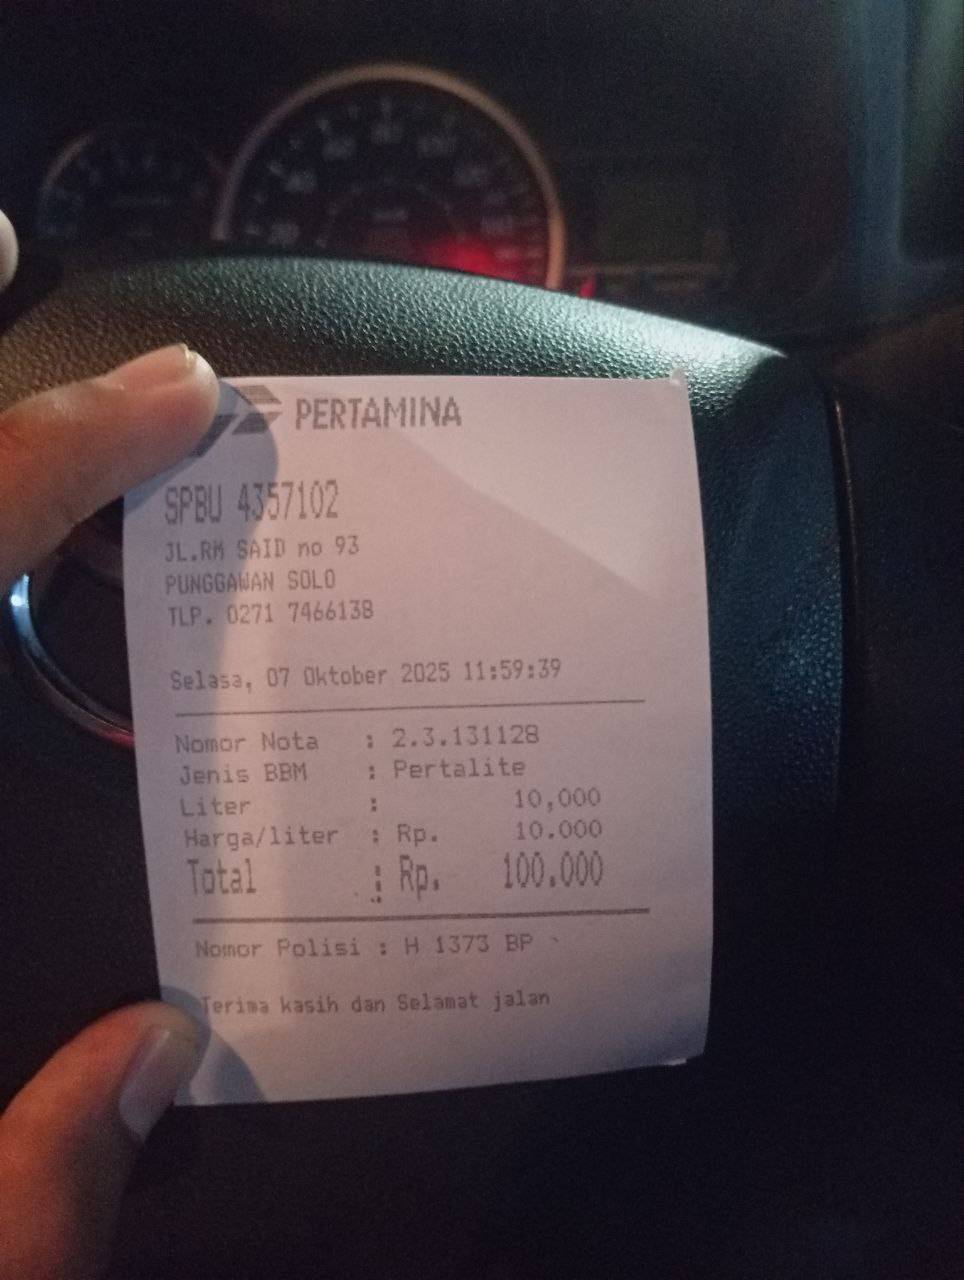 PERTAMINA
SPBU 4357102
JL.RM SAID no 93
PUNGGAWAN SOLO
TLP. 0271 7466138
Selasa, 07 Oktober 2025 11:59:39
Nomor Nota : 2.3.131128
Jenis BBM : Pertalite
Liter : 10,000
Harga/liter : Rp. 10.000
Total : Rp. 100.000
Nomor Polisi : H 1373 BP
Terima kasih dan Selamat jalan